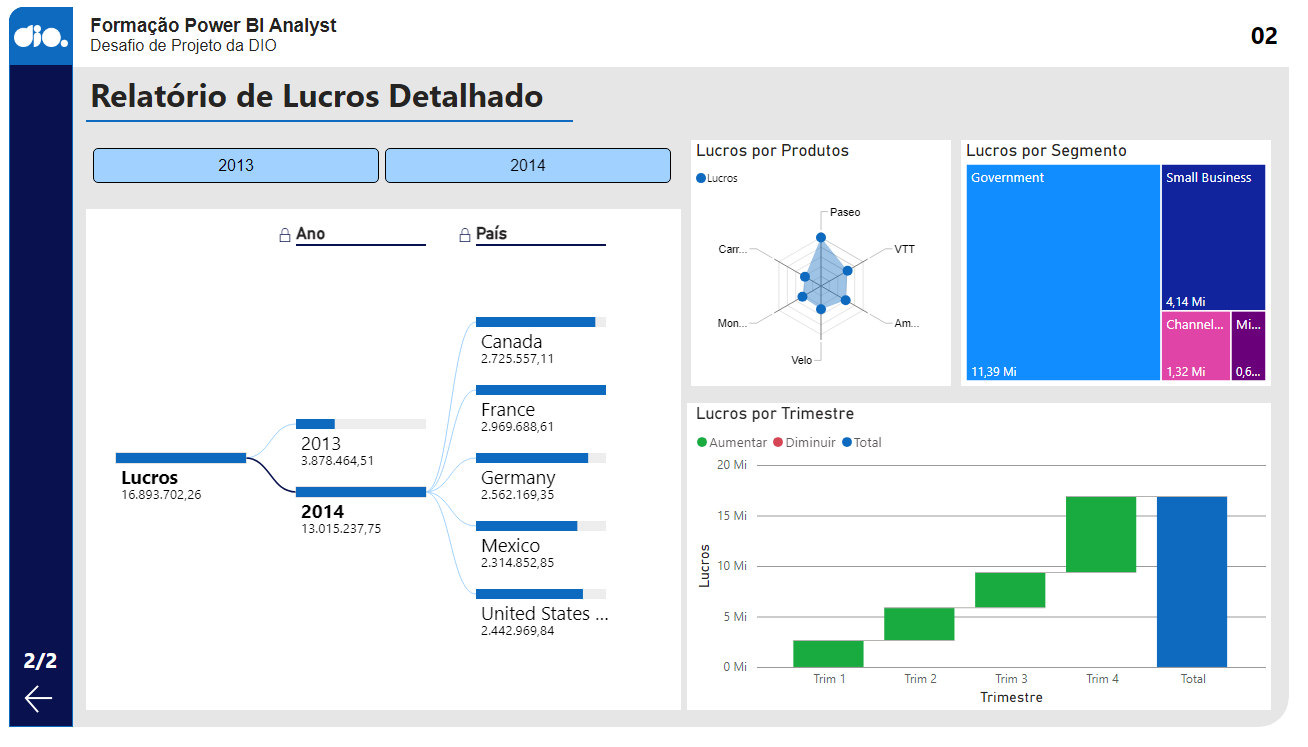 dio.
Formação Power BI Analyst
Desafio de Projeto da DIO
02
Relatório de Lucros Detalhado
2013
2014
Ano
País
Lucros
16.893.702,26
2013
3.878.464,51
2014
13.015.237,75
Canada
2.725.557,11
France
2.969.688,61
Germany
2.562.169,35
Mexico
2.314.852,85
United States ...
2.442.969,84
Lucros por Produtos
Lucros
Paseo
VTT
Am...
Velo
Mon...
Carr...
Lucros por Segmento
Government
11,39 Mi
Small Business
4,14 Mi
Channel...
1,32 Mi
Mi...
0,6...
Lucros por Trimestre
Aumentar Diminuir Total
20 Mi
15 Mi
10 Mi
5 Mi
0 Mi
Lucros
Trim 1 Trim 2 Trim 3 Trim 4 Total
Trimestre
2/2